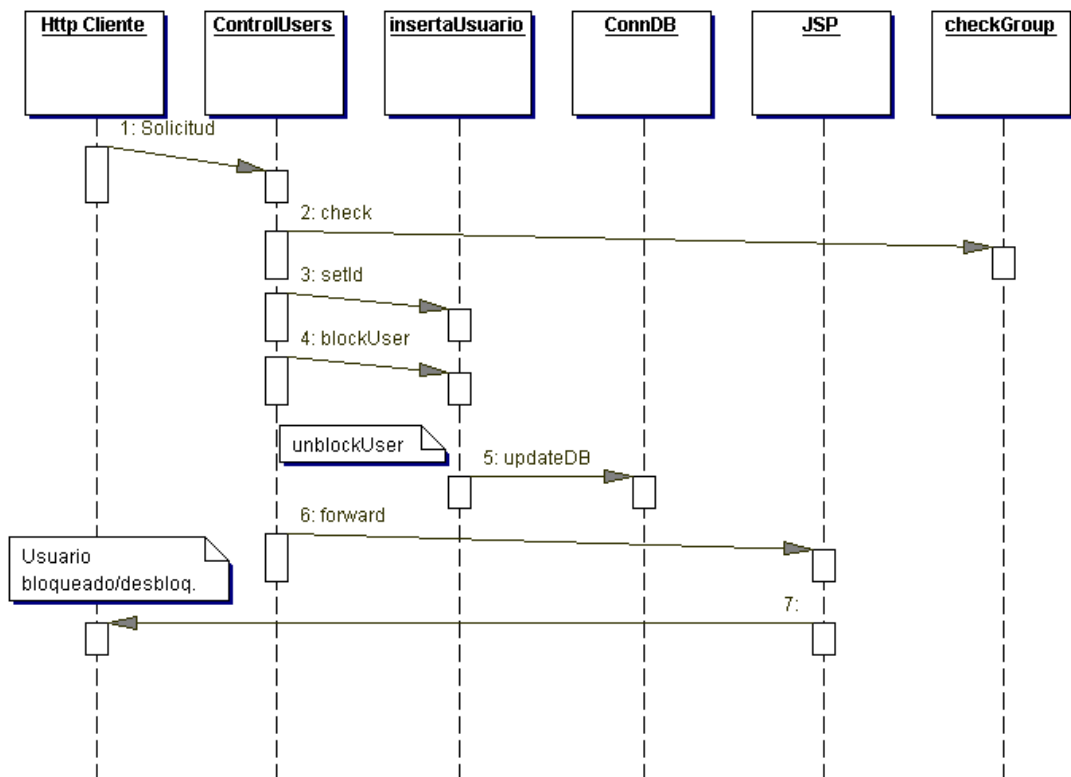 Http Cliente
ControlUsers
insertaUsuario
ConnDB
JSP
checkGroup
1: Solicitud
2: check
3: setId
4: blockUser
unblockUser
5: updateDB
6: forward
Usuario
bloqueado/desbloq.
7: